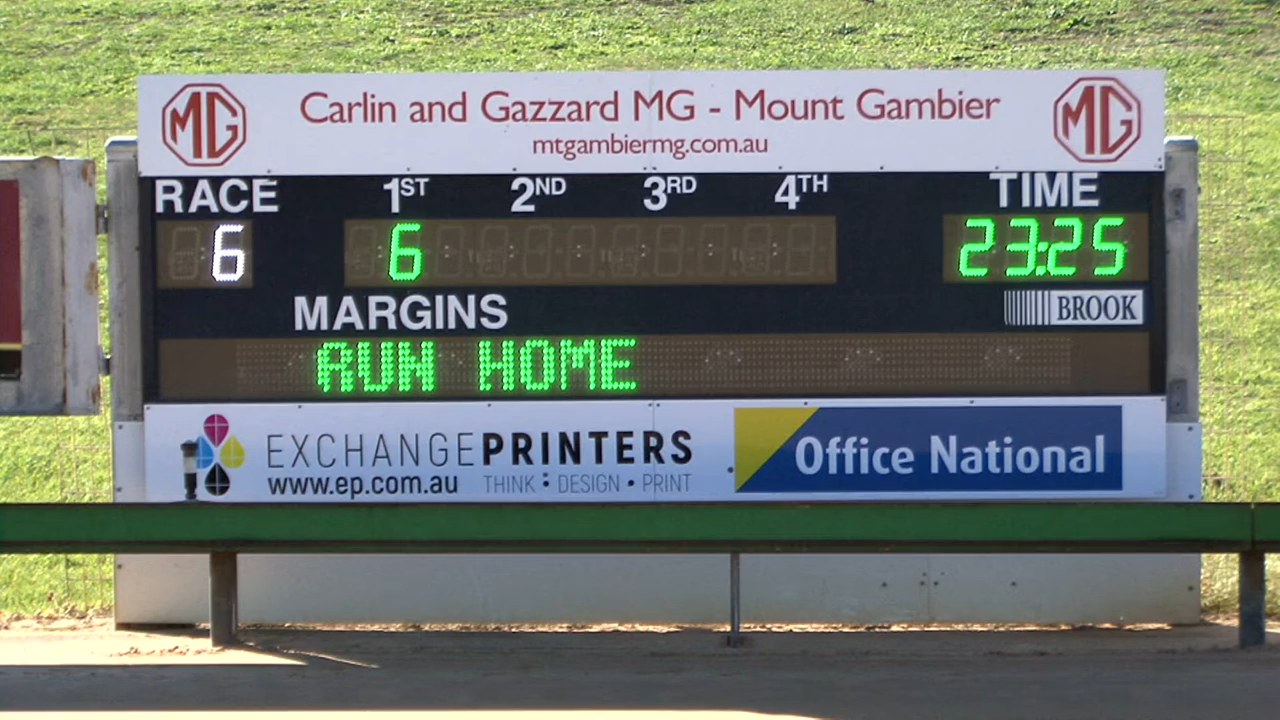 MG Carlin and Gazzard MG - Mount Gambier MG
mtgambiermg.com.au
RACE 1ST 2ND 3RD 4TH TIME
6 6 23:25
MARGINS BROOK
RUN HOME
EXCHANGEPRINTERS Office National
www.ep.com.au THINK : DESIGN • PRINT